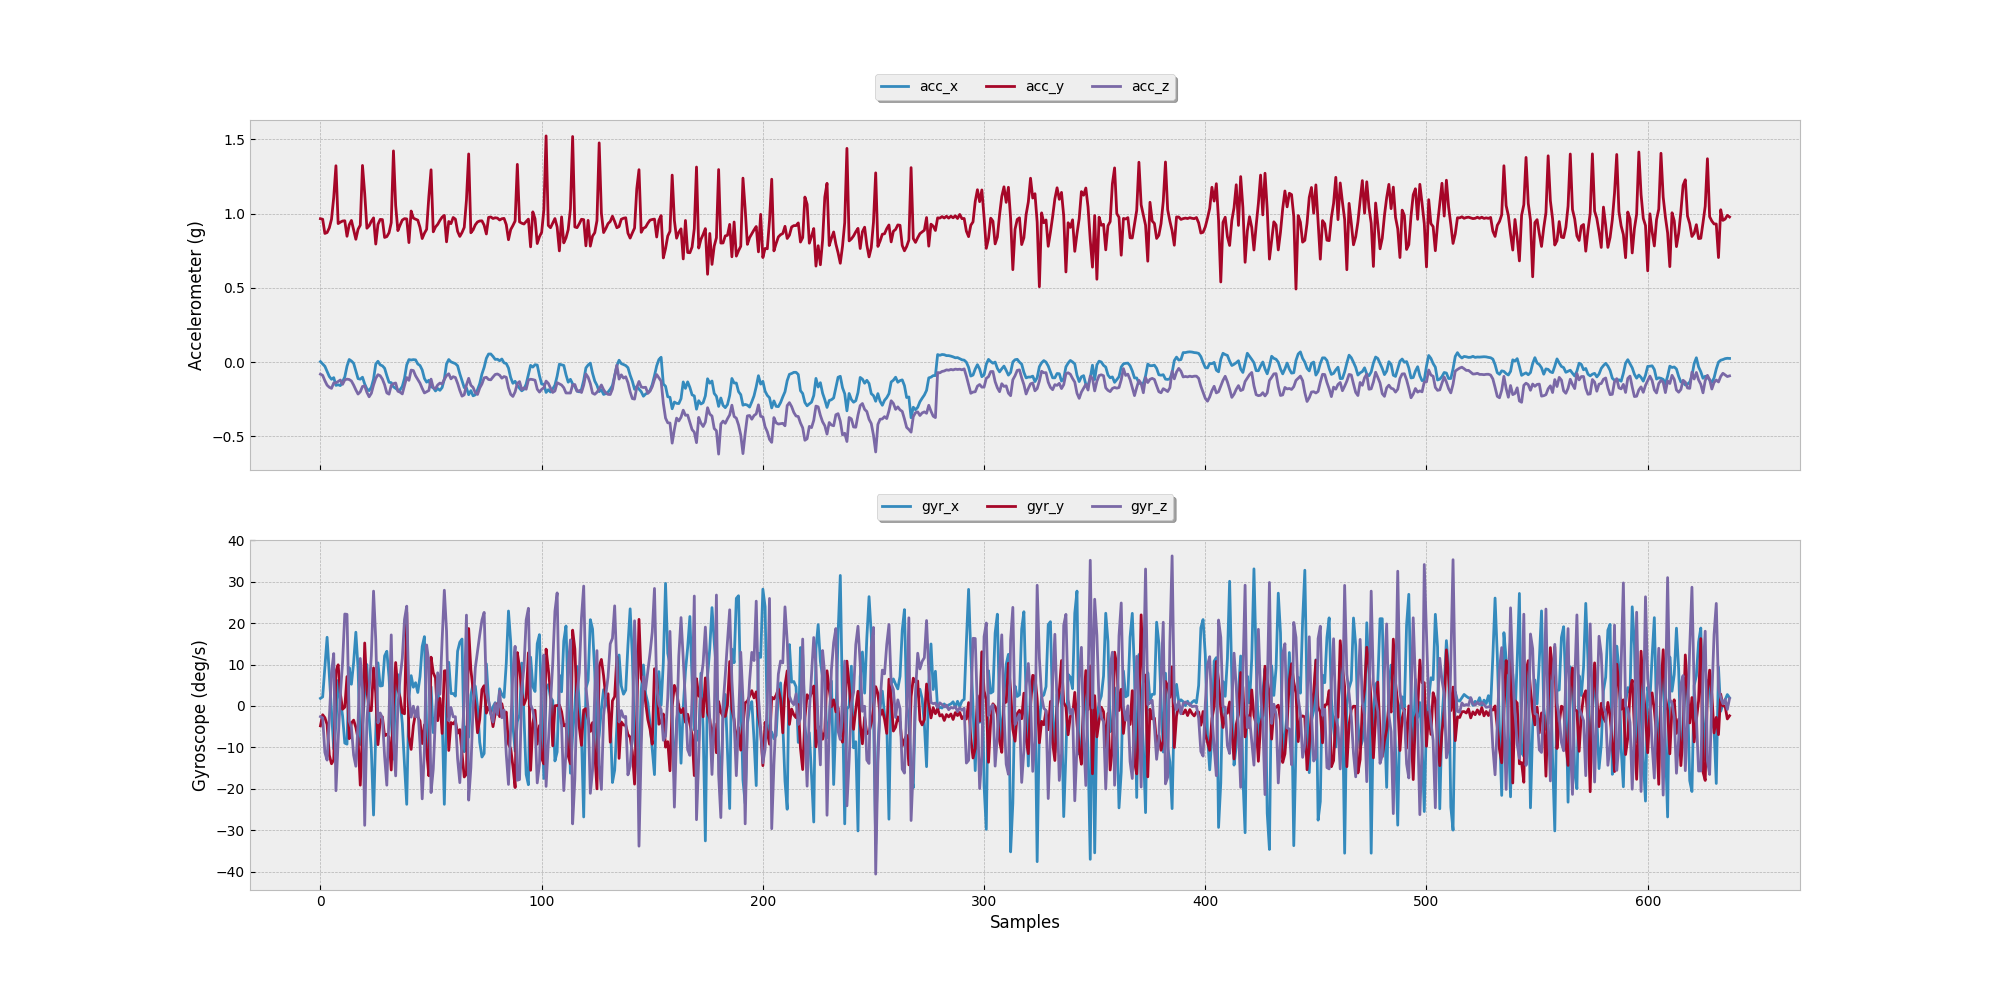 acc_x acc_y acc_z
1.5
1.0
0.5
0.0
−0.5
Accelerometer (g)
gyr_x gyr_y gyr_z
40
30
20
10
0
−10
−20
−30
−40
Gyroscope (deg/s)
0 100 200 300 400 500 600
Samples